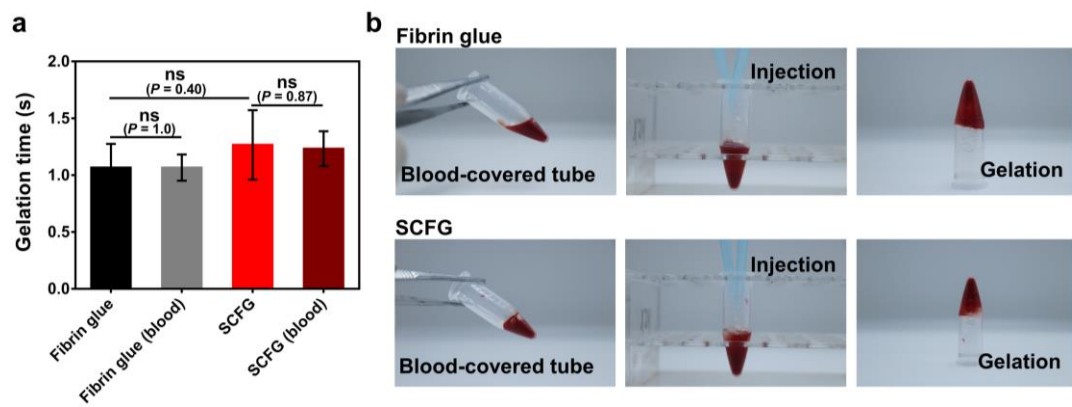 a
Gelation time (s)
2.0
1.5
1.0
0.5
0.0
ns
(P = 0.40)
ns
(P = 0.87)
ns
(P = 1.0)
Fibrin glue
Fibrin glue (blood)
SCFG
SCFG (blood)
b
Fibrin glue
Blood-covered tube
Injection
Gelation
SCFG
Blood-covered tube
Injection
Gelation